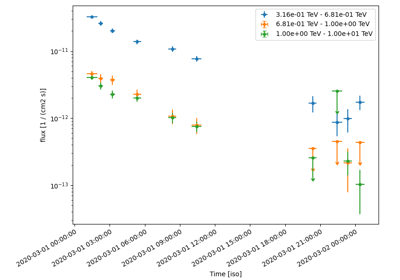 3.16e-01 TeV - 6.81e-01 TeV
6.81e-01 TeV - 1.00e+00 TeV
1.00e+00 TeV - 1.00e+01 TeV
flux [1 / (cm2 s)]
10⁻¹¹
10⁻¹²
10⁻¹³
2020-03-01 00:00:00
2020-03-01 03:00:00
2020-03-01 06:00:00
2020-03-01 09:00:00
2020-03-01 12:00:00
2020-03-01 15:00:00
2020-03-01 18:00:00
2020-03-01 21:00:00
2020-03-02 00:00:00
Time [iso]